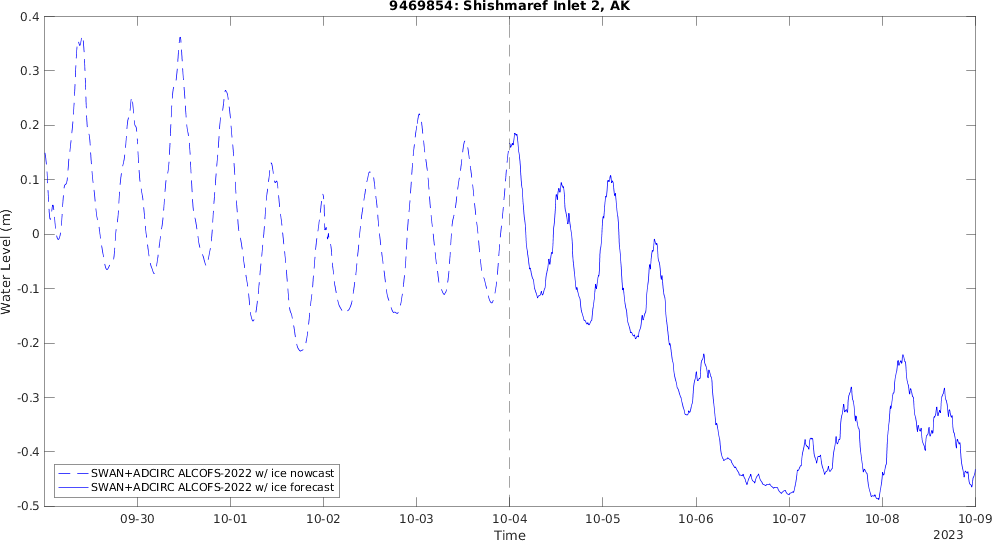 9469854: Shishmaref Inlet 2, AK
0.4
0.3
0.2
0.1
0
-0.1
-0.2
-0.3
-0.4
-0.5
Water Level (m)
SWAN+ADCIRC ALCOFS-2022 w/ ice nowcast
SWAN+ADCIRC ALCOFS-2022 w/ ice forecast
09-30 10-01 10-02 10-03 10-04 10-05 10-06 10-07 10-08 10-09
Time
2023